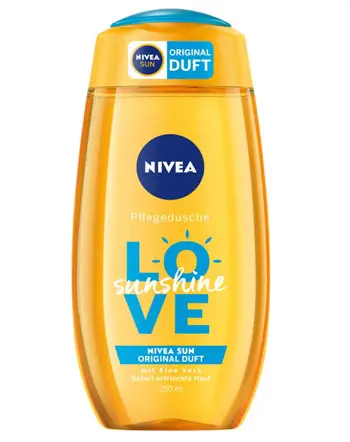 NIVEA
SUN
ORIGINAL
DUFT
NIVEA
Pflegedusche
LO
sunshine
VE
NIVEA SUN
ORIGINAL DUFT
mit Aloe Vera
Sofort erfrischte Haut
250 ml